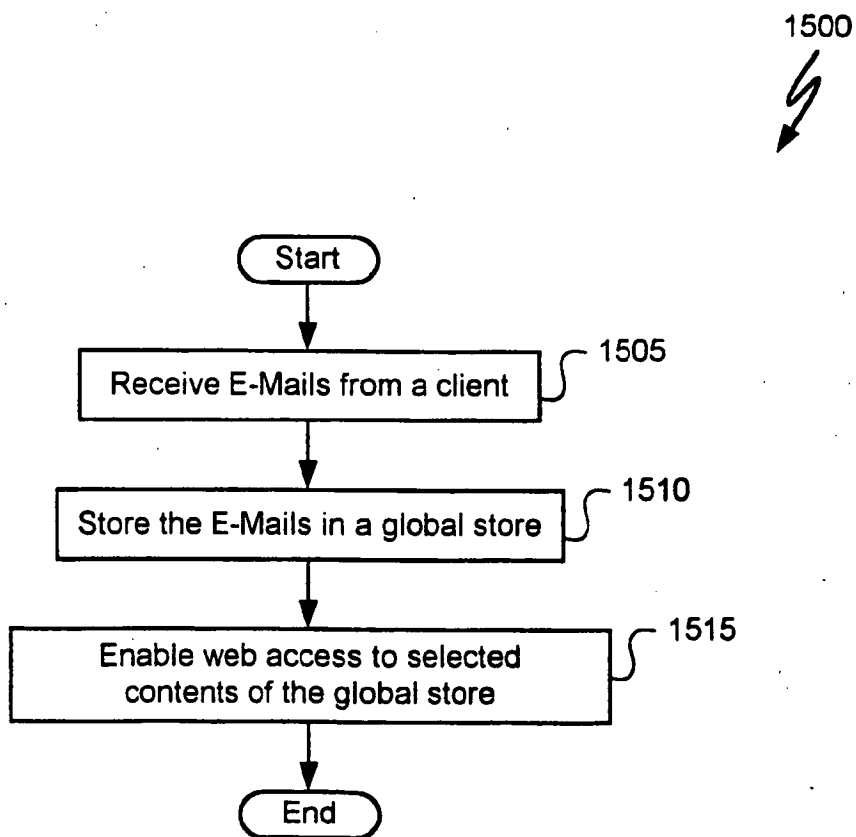 1500
Start
Receive E-Mails from a client
1505
Store the E-Mails in a global store
1510
Enable web access to selected
contents of the global store
1515
End